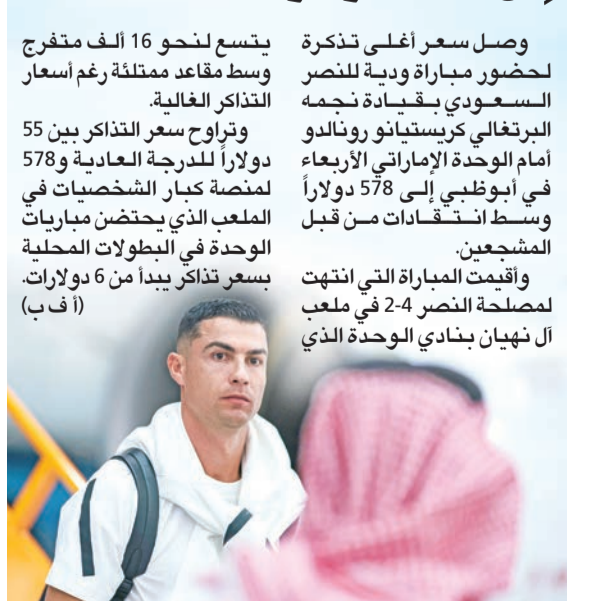 وصل سعر أغلى تذكرة
لحضور مباراة ودية للنصر
السعودي بقيادة نجمه
البرتغالي كريستيانو رونالدو
أمام الوحدة الإماراتي الأربعاء
في أبوظبي إلى 578 دولاراً
وسط انتقادات من قبل
المشجعين.
وأقيمت المباراة التي انتهت
لمصلحة النصر 4-2 في ملعب
آل نهيان بنادي الوحدة الذي
يتسع لنحو 16 ألف متفرج
وسط مقاعد ممتلئة رغم أسعار
التذاكر الغالية.
وتراوح سعر التذاكر بين 55
دولاراً للدرجة العادية و578
لمنصة كبار الشخصيات في
الملعب الذي يحتضن مباريات
الوحدة في البطولات المحلية
بسعر تذاكر يبدأ من 6 دولارات.
(أ ف ب)